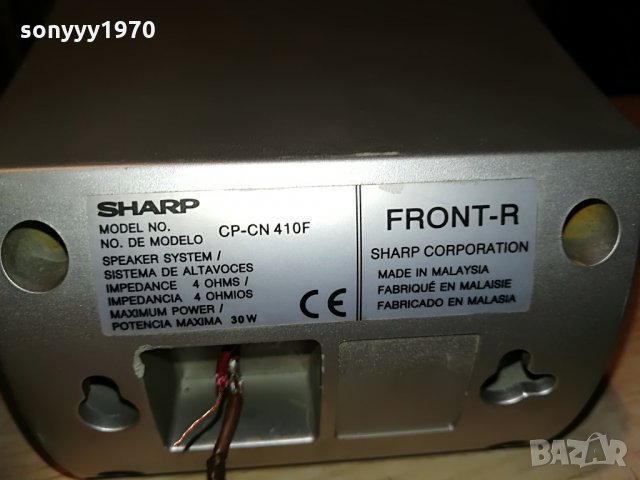 sonyyy1970
SHARP
MODEL NO.
NO. DE MODELO CP-CN 410F
SPEAKER SYSTEM /
SISTEMA DE ALTAVOCES
IMPEDANCE 4 OHMS /
IMPEDANCIA 4 OHMIOS
MAXIMUM POWER /
POTENCIA MAXIMA 30W
CE
FRONT-R
SHARP CORPORATION
MADE IN MALAYSIA
FABRIQUÉ EN MALAISIE
FABRICADO EN MALASIA
BAZAR